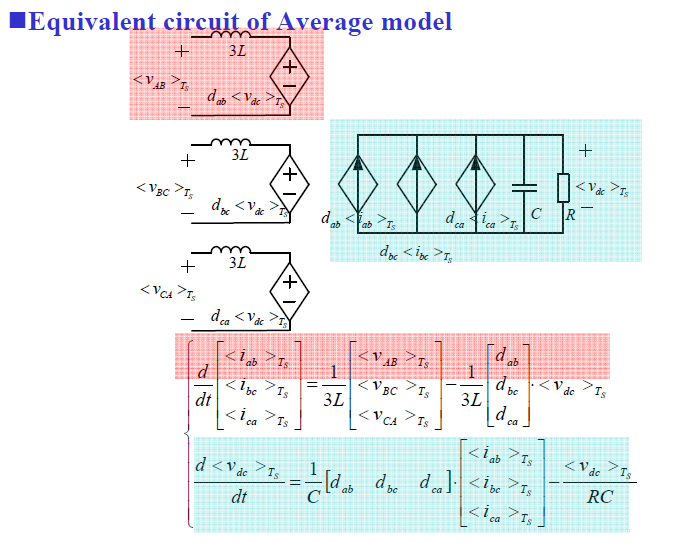 ■Equivalent circuit of Average model
3L
+
<v_AB>_Ts
+
d_ab <v_dc>_Ts
−
−
3L
+
<v_BC>_Ts
+
d_bc <v_dc>_Ts
−
−
3L
+
<v_CA>_Ts
+
d_ca <v_dc>_Ts
−
−
+
<v_dc>_Ts
−
d_ab <i_ab>_Ts
d_ca <i_ca>_Ts
C
R
d_bc <i_bc>_Ts
d/dt [<i_ab>_Ts <i_bc>_Ts <i_ca>_Ts] = 1/3L [<v_AB>_Ts <v_BC>_Ts <v_CA>_Ts] − 1/3L [d_ab d_bc d_ca] · <v_dc>_Ts
d <v_dc>_Ts / dt = 1/C [d_ab d_bc d_ca] · [<i_ab>_Ts <i_bc>_Ts <i_ca>_Ts] − <v_dc>_Ts / RC